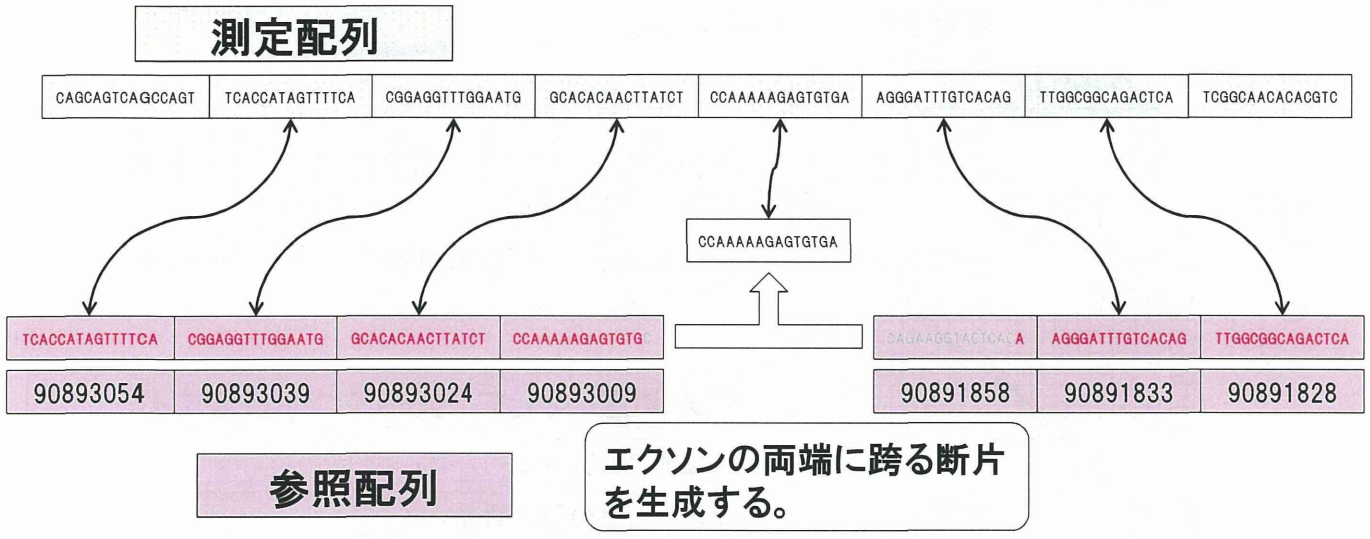 測定配列
CAGCAGTCAGCCAGT TCACCATAGTTTTCA CGGAGGTTTGGAATG GCACACAACTTATCT CCAAAAAGAGTGTGA AGGGATTTGTCACAG TTGGCGGCAGACTCA TCGGCAACACACGTC
CCAAAAAGAGTGTGA
TCACCATAGTTTTCA CGGAGGTTTGGAATG GCACACAACTTATCT CCAAAAAGAGTGTGC CAGAAGGTACTCACA AGGGATTTGTCACAG TTGGCGGCAGACTCA
90893054 90893039 90893024 90893009 90891858 90891833 90891828
参照配列
エクソンの両端に跨る断片
を生成する。